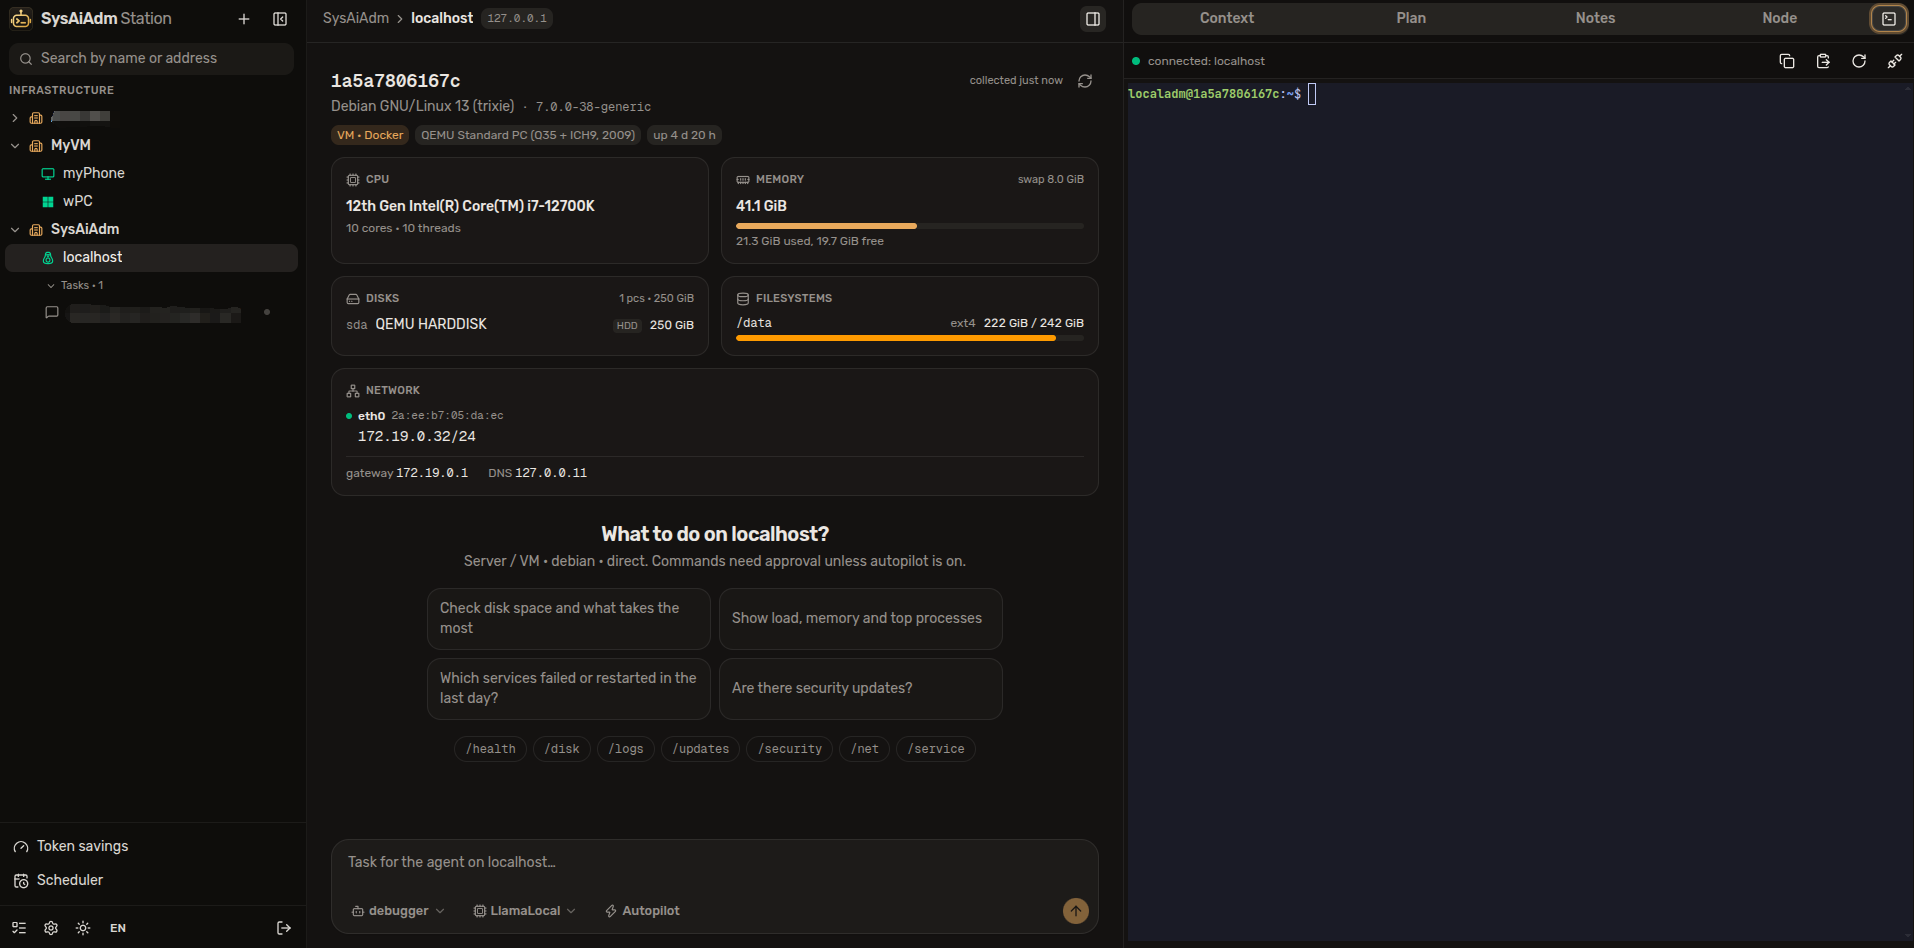 SysAiAdm Station
Search by name or address
INFRASTRUCTURE
MyVM
myPhone
wPC
SysAiAdm
localhost
Tasks • 1
Token savings
Scheduler
EN
SysAiAdm > localhost 127.0.0.1
1a5a7806167c
collected just now
Debian GNU/Linux 13 (trixie) · 7.0.0-38-generic
VM • Docker QEMU Standard PC (Q35 + ICH9, 2009) up 4 d 20 h
CPU
12th Gen Intel(R) Core(TM) i7-12700K
10 cores • 10 threads
MEMORY swap 8.0 GiB
41.1 GiB
21.3 GiB used, 19.7 GiB free
DISKS 1 pcs • 250 GiB
sda QEMU HARDDISK HDD 250 GiB
FILESYSTEMS
/data ext4 222 GiB / 242 GiB
NETWORK
eth0 2a:ee:b7:05:da:ec
172.19.0.32/24
gateway 172.19.0.1 DNS 127.0.0.11
What to do on localhost?
Server / VM • debian • direct. Commands need approval unless autopilot is on.
Check disk space and what takes the
most
Show load, memory and top processes
Which services failed or restarted in the
last day?
Are there security updates?
/health /disk /logs /updates /security /net /service
Task for the agent on localhost…
debugger LlamaLocal Autopilot
Context Plan Notes Node
connected: localhost
localadm@1a5a7806167c:~$